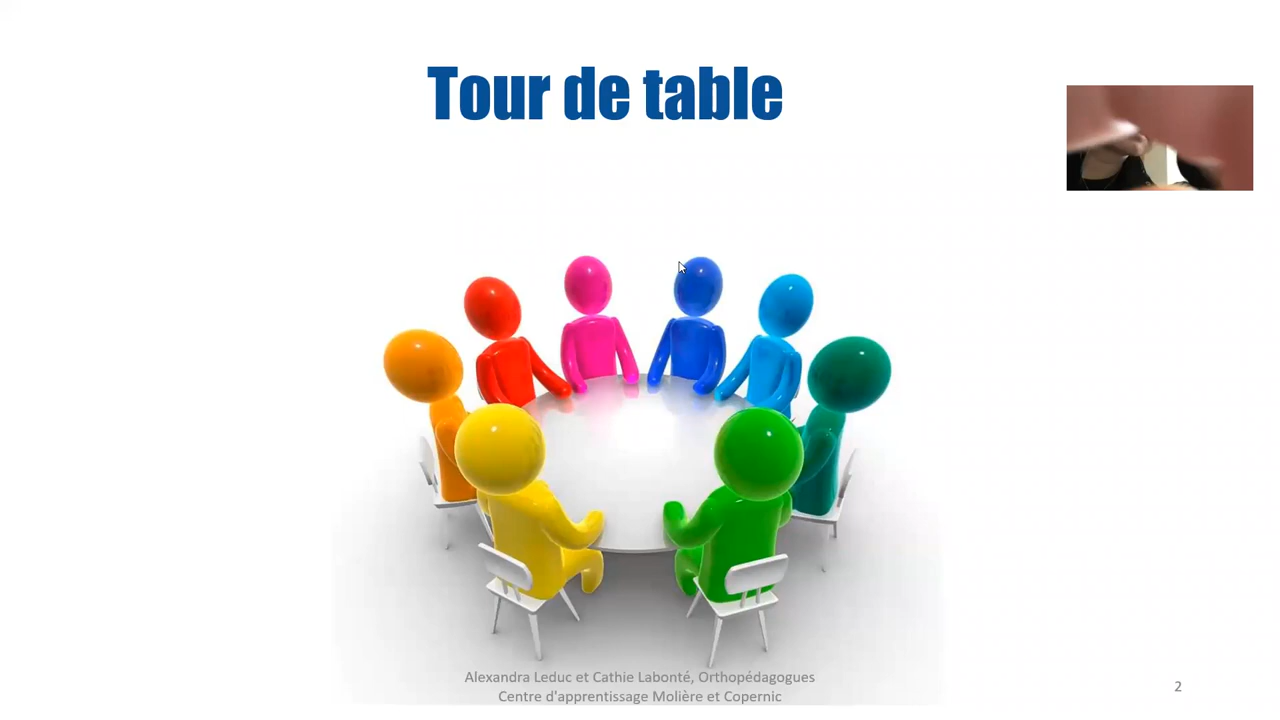 Tour de table
Alexandra Leduc et Cathie Labonté, Orthopédagogues
Centre d'apprentissage Molière et Copernic
2